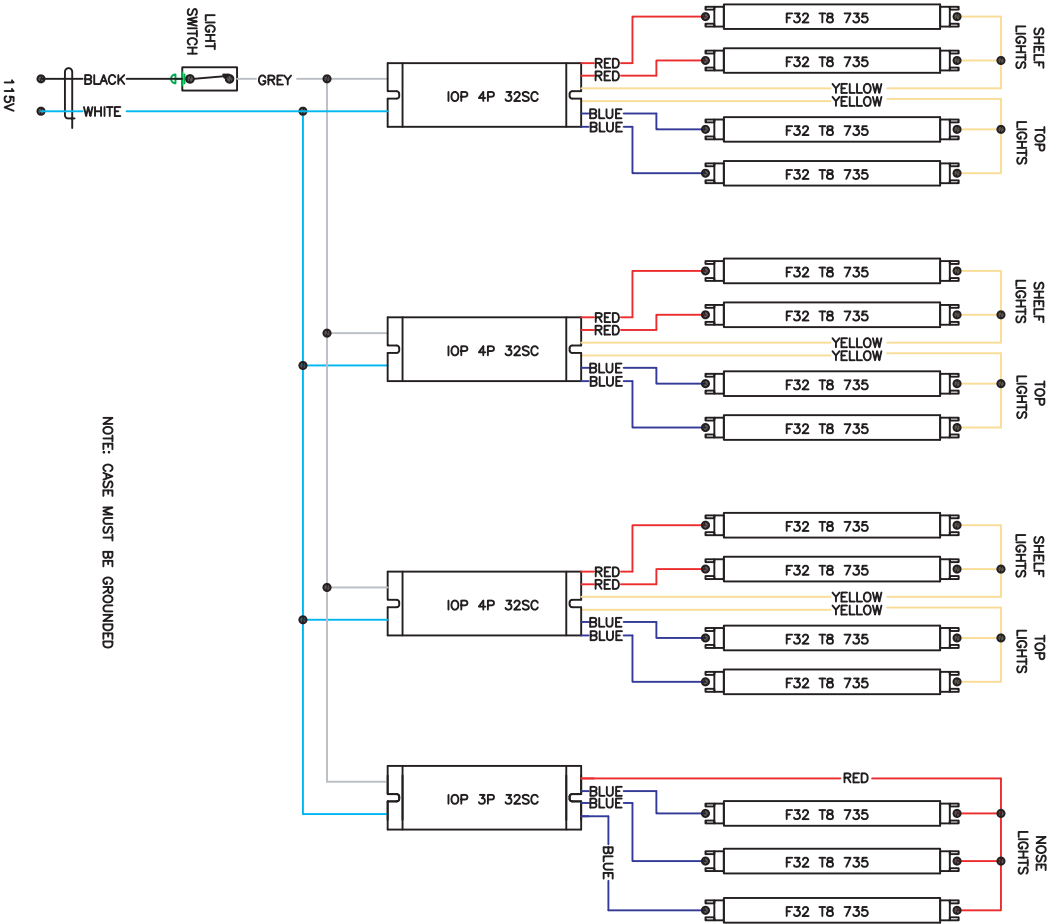 LIGHT
SWITCH
115V
BLACK
GREY
WHITE
NOTE: CASE MUST BE GROUNDED
IOP 4P 32SC
RED
RED
YELLOW
YELLOW
BLUE
BLUE
F32 T8 735
F32 T8 735
F32 T8 735
F32 T8 735
SHELF
LIGHTS
TOP
LIGHTS
IOP 4P 32SC
RED
RED
YELLOW
YELLOW
BLUE
BLUE
F32 T8 735
F32 T8 735
F32 T8 735
F32 T8 735
SHELF
LIGHTS
TOP
LIGHTS
IOP 4P 32SC
RED
RED
YELLOW
YELLOW
BLUE
BLUE
F32 T8 735
F32 T8 735
F32 T8 735
F32 T8 735
SHELF
LIGHTS
TOP
LIGHTS
IOP 3P 32SC
RED
BLUE
BLUE
BLUE
F32 T8 735
F32 T8 735
F32 T8 735
NOSE
LIGHTS